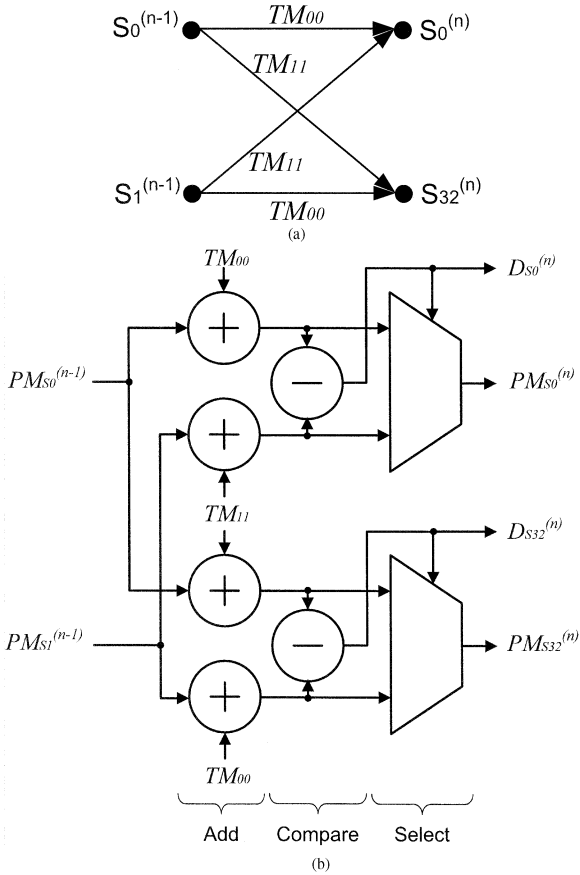 S0(n-1) TM00 S0(n)
TM11
TM11
S1(n-1) S32(n)
TM00
(a)
TM00 DS0(n)
+
PMS0(n-1) − PMS0(n)
+
TM11 DS32(n)
+
PMS1(n-1) − PMS32(n)
+
TM00
Add Compare Select
(b)